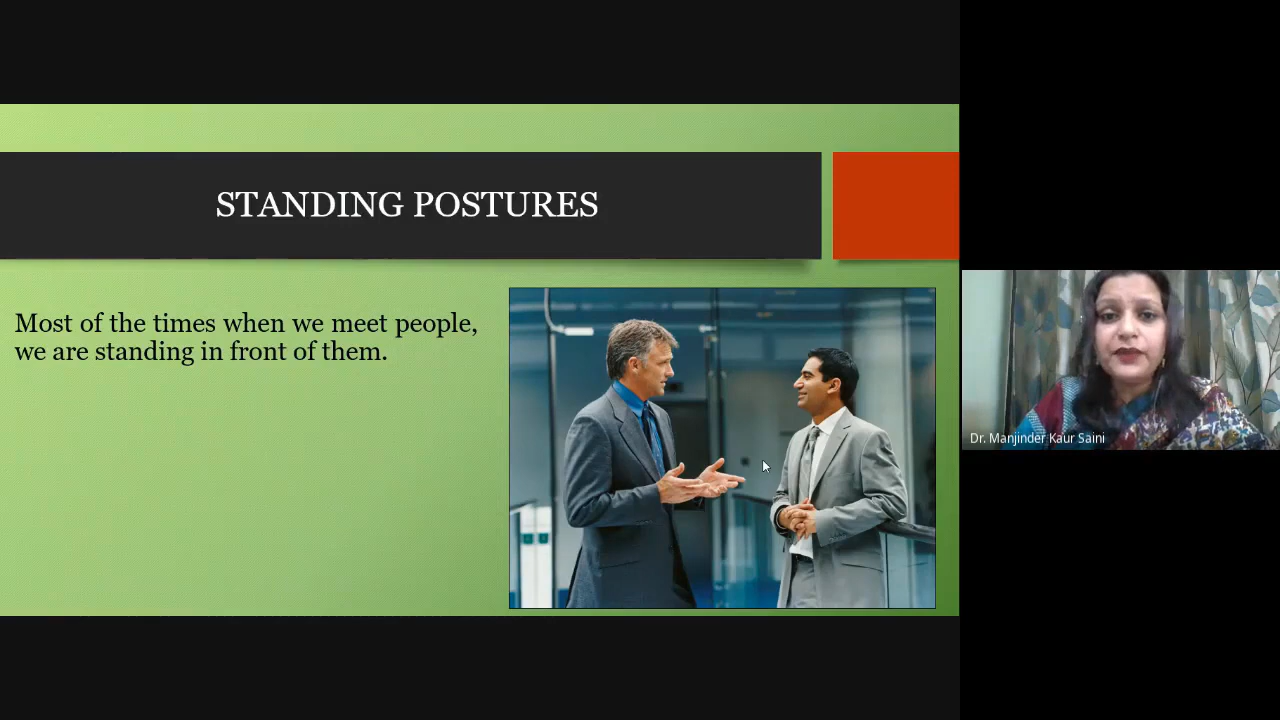 STANDING POSTURES
Most of the times when we meet people,
we are standing in front of them.
Dr. Manjinder Kaur Saini